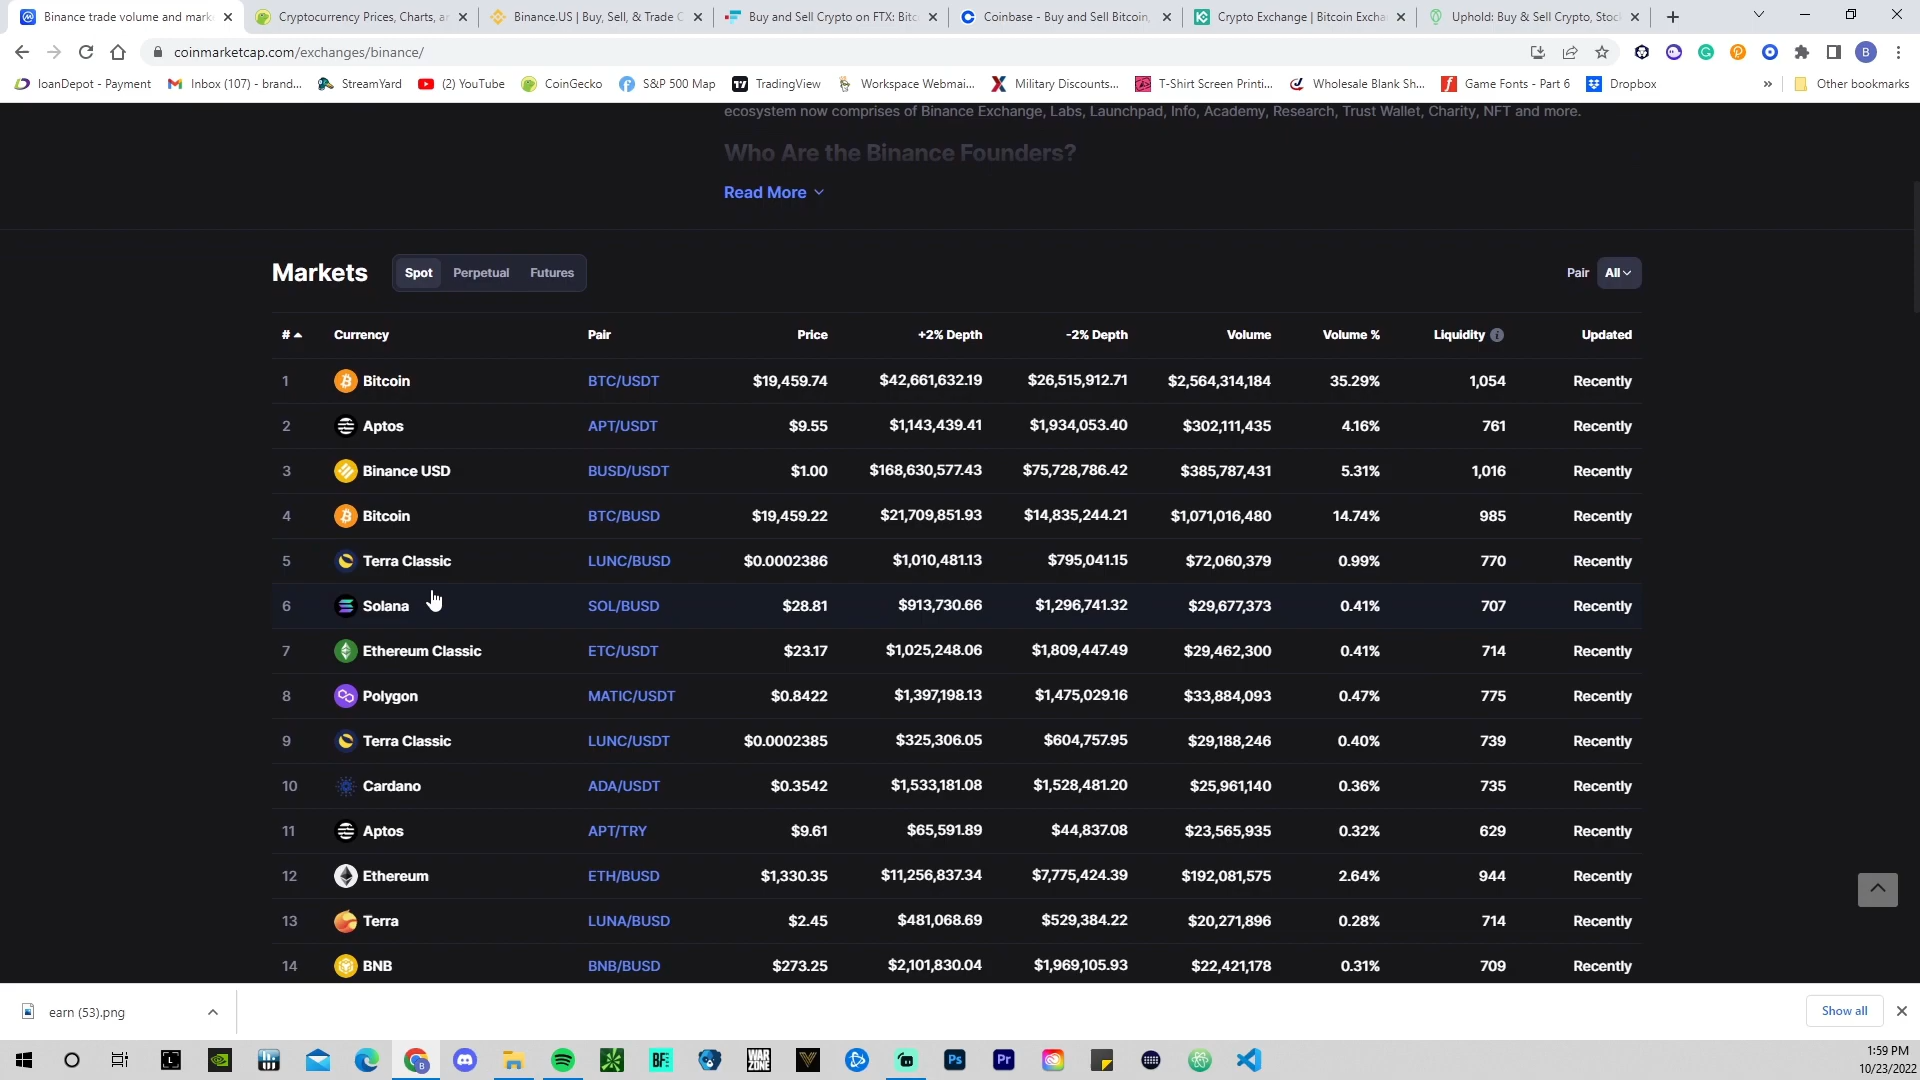 Binance trade volume and mark
Cryptocurrency Prices, Charts, a
Binance.US | Buy, Sell, & Trade C
Buy and Sell Crypto on FTX: Bitc
Coinbase - Buy and Sell Bitcoin,
Crypto Exchange | Bitcoin Excha
Uphold: Buy & Sell Crypto, Stoc
coinmarketcap.com/exchanges/binance/
B
loanDepot - Payment
Inbox (107) - brand...
StreamYard
(2) YouTube
CoinGecko
S&P 500 Map
TradingView
Workspace Webmai...
Military Discounts...
T-Shirt Screen Printi...
Wholesale Blank Sh...
Game Fonts - Part 6
Dropbox
»
Other bookmarks
ecosystem now comprises of Binance Exchange, Labs, Launchpad, Info, Academy, Research, Trust Wallet, Charity, NFT and more.
Who Are the Binance Founders?
Read More
Markets Spot Perpetual Futures Pair All
# Currency Pair Price +2% Depth -2% Depth Volume Volume % Liquidity Updated
1 Bitcoin BTC/USDT $19,459.74 $42,661,632.19 $26,515,912.71 $2,564,314,184 35.29% 1,054 Recently
2 Aptos APT/USDT $9.55 $1,143,439.41 $1,934,053.40 $302,111,435 4.16% 761 Recently
3 Binance USD BUSD/USDT $1.00 $168,630,577.43 $75,728,786.42 $385,787,431 5.31% 1,016 Recently
4 Bitcoin BTC/BUSD $19,459.22 $21,709,851.93 $14,835,244.21 $1,071,016,480 14.74% 985 Recently
5 Terra Classic LUNC/BUSD $0.0002386 $1,010,481.13 $795,041.15 $72,060,379 0.99% 770 Recently
6 Solana SOL/BUSD $28.81 $913,730.66 $1,296,741.32 $29,677,373 0.41% 707 Recently
7 Ethereum Classic ETC/USDT $23.17 $1,025,248.06 $1,809,447.49 $29,462,300 0.41% 714 Recently
8 Polygon MATIC/USDT $0.8422 $1,397,198.13 $1,475,029.16 $33,884,093 0.47% 775 Recently
9 Terra Classic LUNC/USDT $0.0002385 $325,306.05 $604,757.95 $29,188,246 0.40% 739 Recently
10 Cardano ADA/USDT $0.3542 $1,533,181.08 $1,528,481.20 $25,961,140 0.36% 735 Recently
11 Aptos APT/TRY $9.61 $65,591.89 $44,837.08 $23,565,935 0.32% 629 Recently
12 Ethereum ETH/BUSD $1,330.35 $11,256,837.34 $7,775,424.39 $192,081,575 2.64% 944 Recently
13 Terra LUNA/BUSD $2.45 $481,068.69 $529,384.22 $20,271,896 0.28% 714 Recently
14 BNB BNB/BUSD $273.25 $2,101,830.04 $1,969,105.93 $22,421,178 0.31% 709 Recently
earn (53).png
Show all
BF
WAR
ZONE
Ps
Pr
1:59 PM
10/23/2022